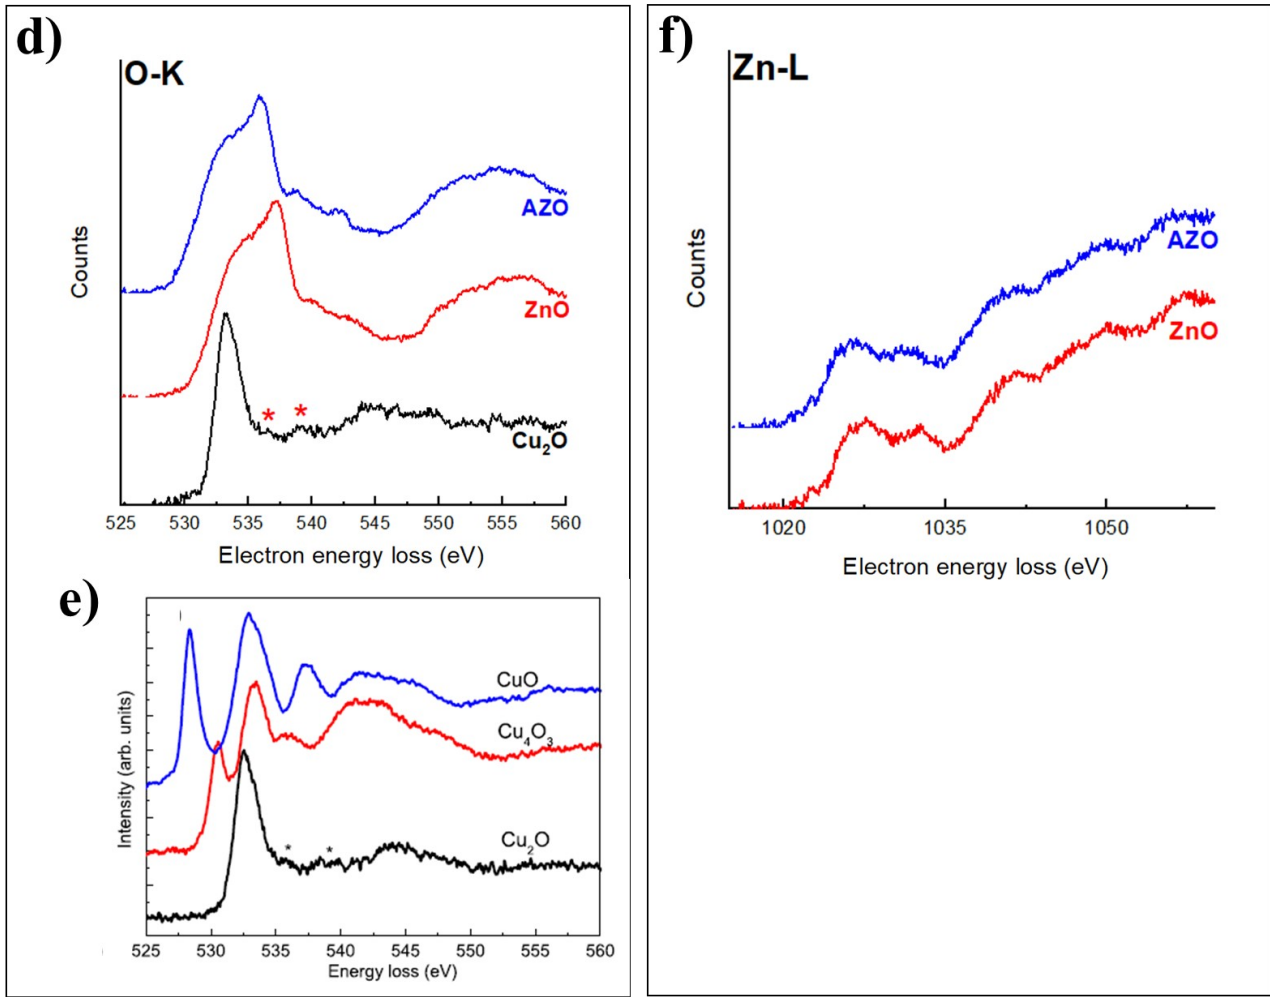 d)
O-K
Counts
AZO
ZnO
* *
Cu₂O
525 530 535 540 545 550 555 560
Electron energy loss (eV)
e)
)
Intensity (arb. units)
CuO
Cu₄O₃
Cu₂O
* *
525 530 535 540 545 550 555 560
Energy loss (eV)
f)
Zn-L
Counts
AZO
ZnO
1020 1035 1050
Electron energy loss (eV)